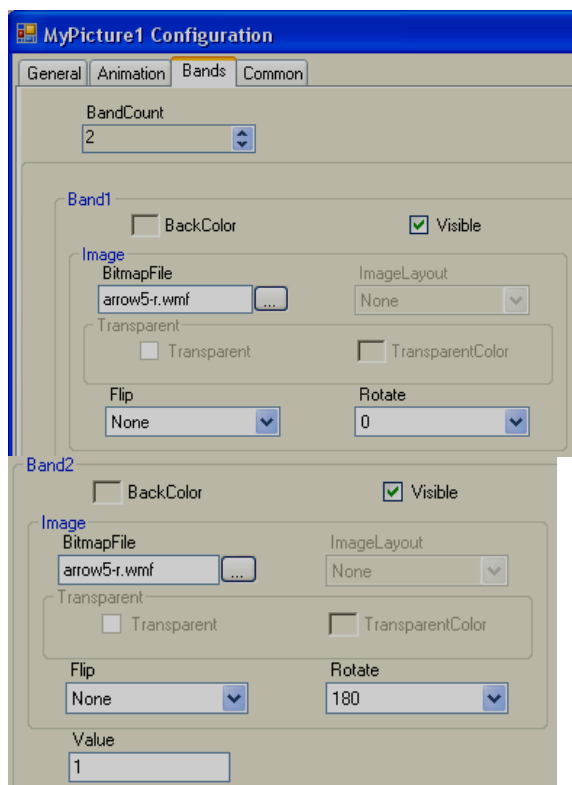 MyPicture1 Configuration
General Animation Bands Common
BandCount
2
Band1
BackColor Visible
Image
BitmapFile ImageLayout
arrow5-r.wmf ... None
Transparent
Transparent TransparentColor
Flip Rotate
None 0
Band2
BackColor Visible
Image
BitmapFile ImageLayout
arrow5-r.wmf ... None
Transparent
Transparent TransparentColor
Flip Rotate
None 180
Value
1